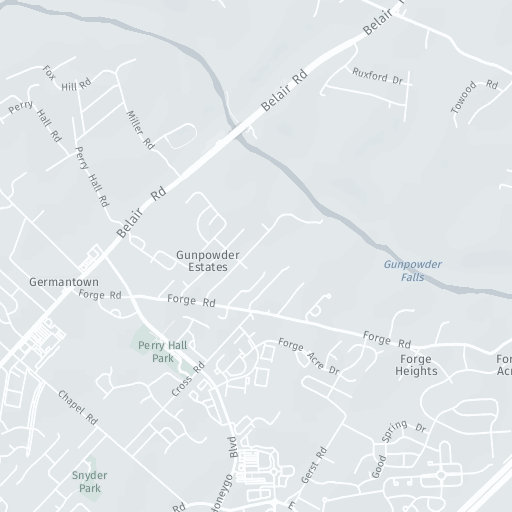 Belair
Ruxford Dr
Belair Rd
Towood Rd
Fox Hill Rd
Perry Hall Rd
Miller Rd
Perry Hall Rd
Belair Rd
Gunpowder
Estates
Gunpowder
Falls
Germantown
Forge Rd
Forge Rd
Forge Rd
Perry Hall
Park
Forge Acre Dr
Forge
Heights
Cross Rd
Chapel Rd
Good Spring Dr
Honeygo Blvd
Gerst Rd
Snyder
Park
Rd